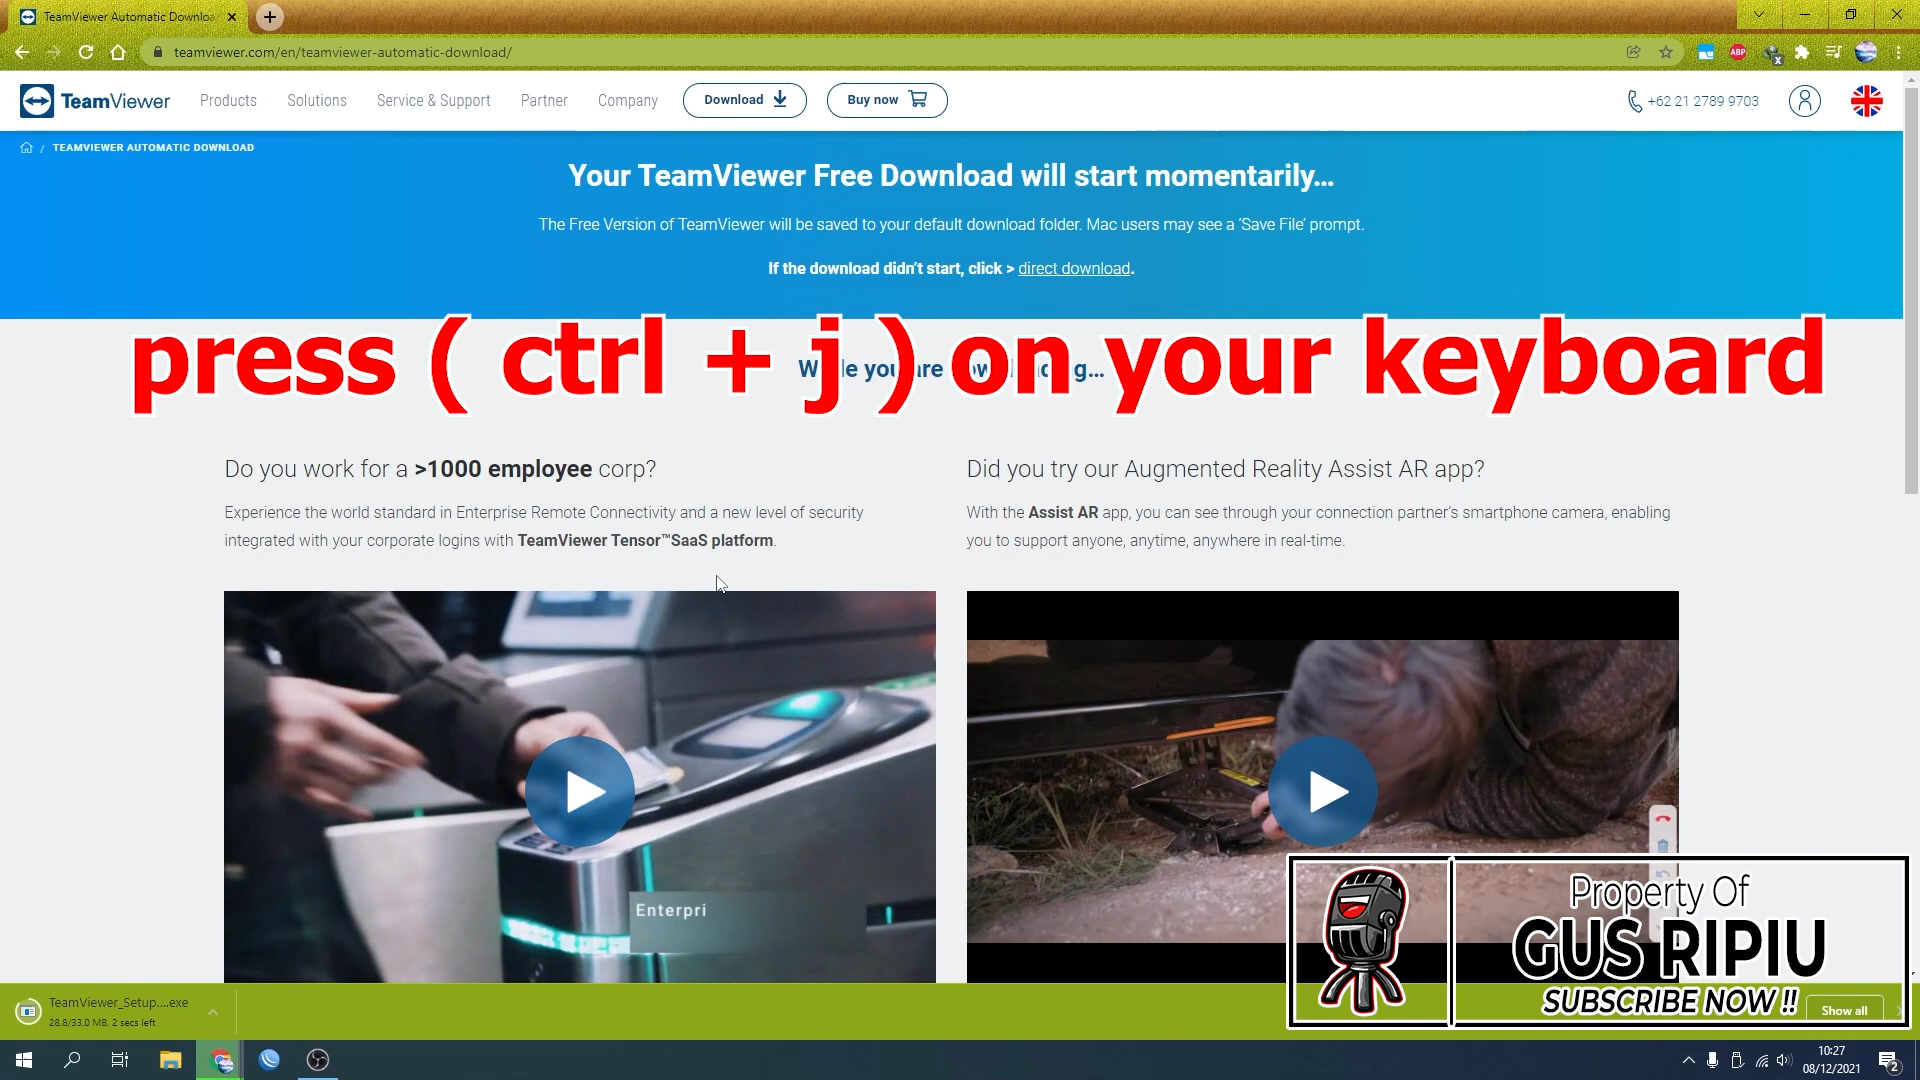 TeamViewer Automatic Downloa
teamviewer.com/en/teamviewer-automatic-download/
ABP
x
TeamViewer
Products
Solutions
Service & Support
Partner
Company
Download
Buy now
+62 21 2789 9703
/ TEAMVIEWER AUTOMATIC DOWNLOAD
Your TeamViewer Free Download will start momentarily...
The Free Version of TeamViewer will be saved to your default download folder. Mac users may see a 'Save File' prompt.
If the download didn't start, click > direct download.
press ( ctrl + j ) on your keyboard
Do you work for a >1000 employee corp?
Experience the world standard in Enterprise Remote Connectivity and a new level of security
integrated with your corporate logins with TeamViewer Tensor™SaaS platform.
Did you try our Augmented Reality Assist AR app?
With the Assist AR app, you can see through your connection partner's smartphone camera, enabling
you to support anyone, anytime, anywhere in real-time.
Enterpri
Property Of
GUS RIPIU
SUBSCRIBE NOW !!
TeamViewer_Setup....exe
28.8/33.0 MB, 2 secs left
Show all
10:27
08/12/2021
2